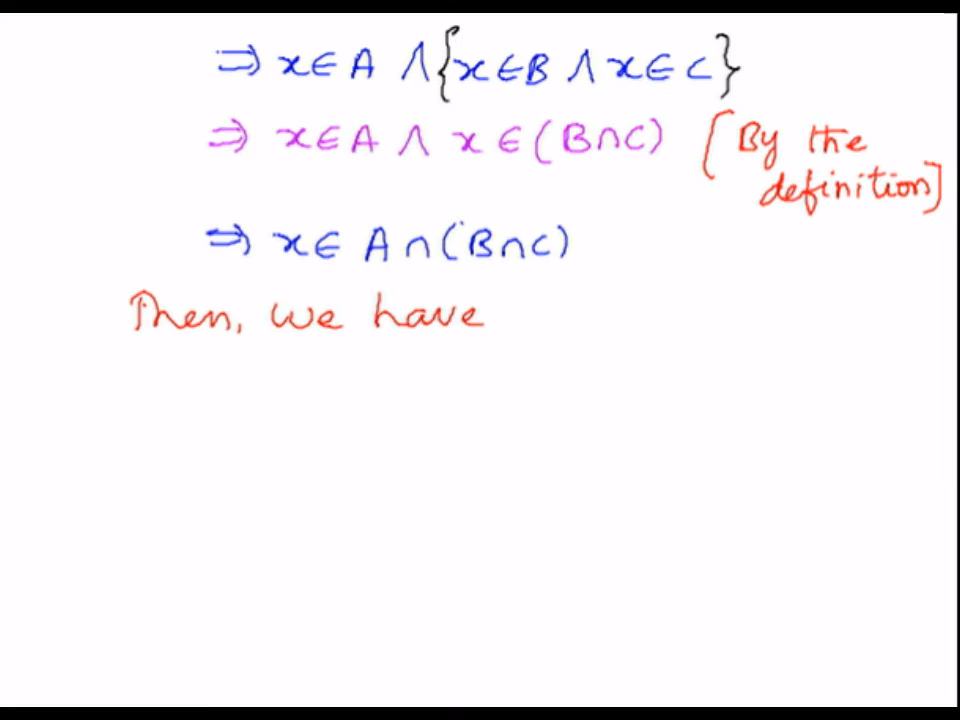 ⇒ x∈A ∧ {x∈B ∧ x∈C}
⇒ x∈A ∧ x∈(B∩C) [By the
definition]
⇒ x∈ A∩(B∩C)
Then, we have